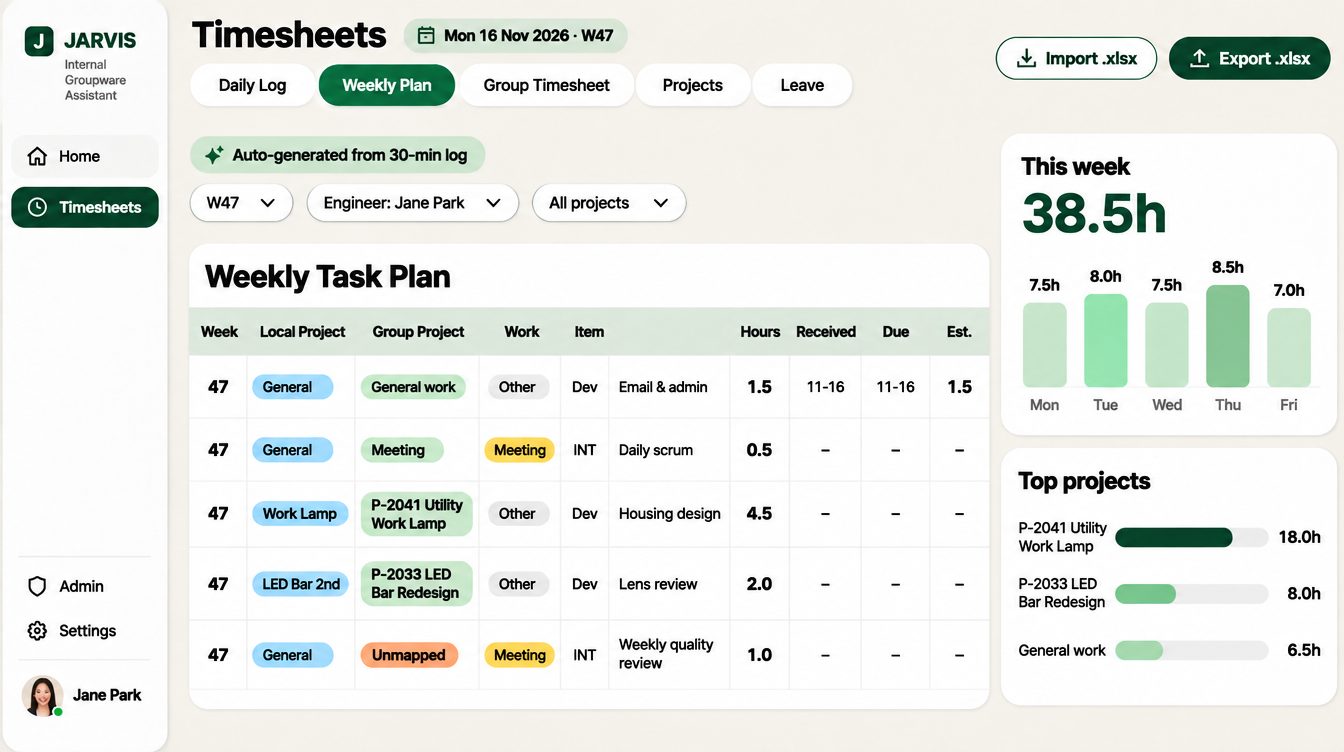 J JARVIS
Internal
Groupware
Assistant
Home
Timesheets
Admin
Settings
Jane Park
Timesheets
Mon 16 Nov 2026 · W47
Import .xlsx
Export .xlsx
Daily Log
Weekly Plan
Group Timesheet
Projects
Leave
Auto-generated from 30-min log
W47
Engineer: Jane Park
All projects
Weekly Task Plan
Week Local Project Group Project Work Item Hours Received Due Est.
47 General General work Other Dev Email & admin 1.5 11-16 11-16 1.5
47 General Meeting Meeting INT Daily scrum 0.5 – – –
47 Work Lamp P-2041 Utility
Work Lamp Other Dev Housing design 4.5 – – –
47 LED Bar 2nd P-2033 LED
Bar Redesign Other Dev Lens review 2.0 – – –
47 General Unmapped Meeting INT Weekly quality
review 1.0 – – –
This week
38.5h
7.5h 8.0h 7.5h 8.5h 7.0h
Mon Tue Wed Thu Fri
Top projects
P-2041 Utility
Work Lamp 18.0h
P-2033 LED
Bar Redesign 8.0h
General work 6.5h